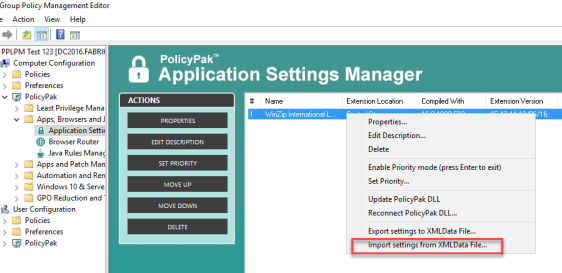 Group Policy Management Editor
Action View Help
PPLPM Test 123 [DC2016.FABRIK
Computer Configuration
Policies
Preferences
PolicyPak
Least Privilege Mana
Apps, Browsers and J
Application Settin
Browser Router
Java Rules Manag
Apps and Patch Man
Automation and Ren
Windows 10 & Serve
GPO Reduction and T
User Configuration
Policies
Preferences
PolicyPak
PolicyPak™
Application Settings Manager
ACTIONS
PROPERTIES
EDIT DESCRIPTION
SET PRIORITY
MOVE UP
MOVE DOWN
DELETE
# Name Extension Location Compiled With Extension Version
1 WinZip International L...
Properties...
Edit Description...
Delete
Enable Priority mode (press Enter to exit)
Set Priority...
Update PolicyPak DLL
Reconnect PolicyPak DLL...
Export settings to XMLData File...
Import settings from XMLData File...